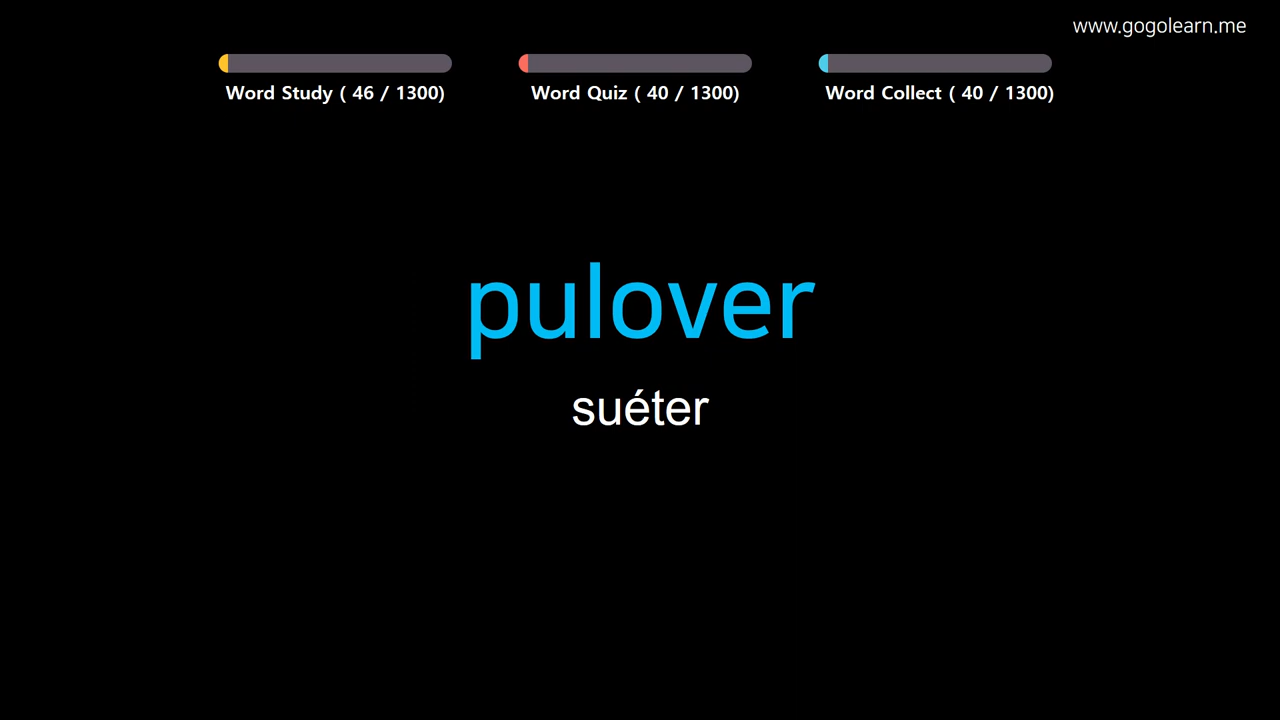 www.gogolearn.me
Word Study ( 46 / 1300)
Word Quiz ( 40 / 1300)
Word Collect ( 40 / 1300)
pulover
suéter